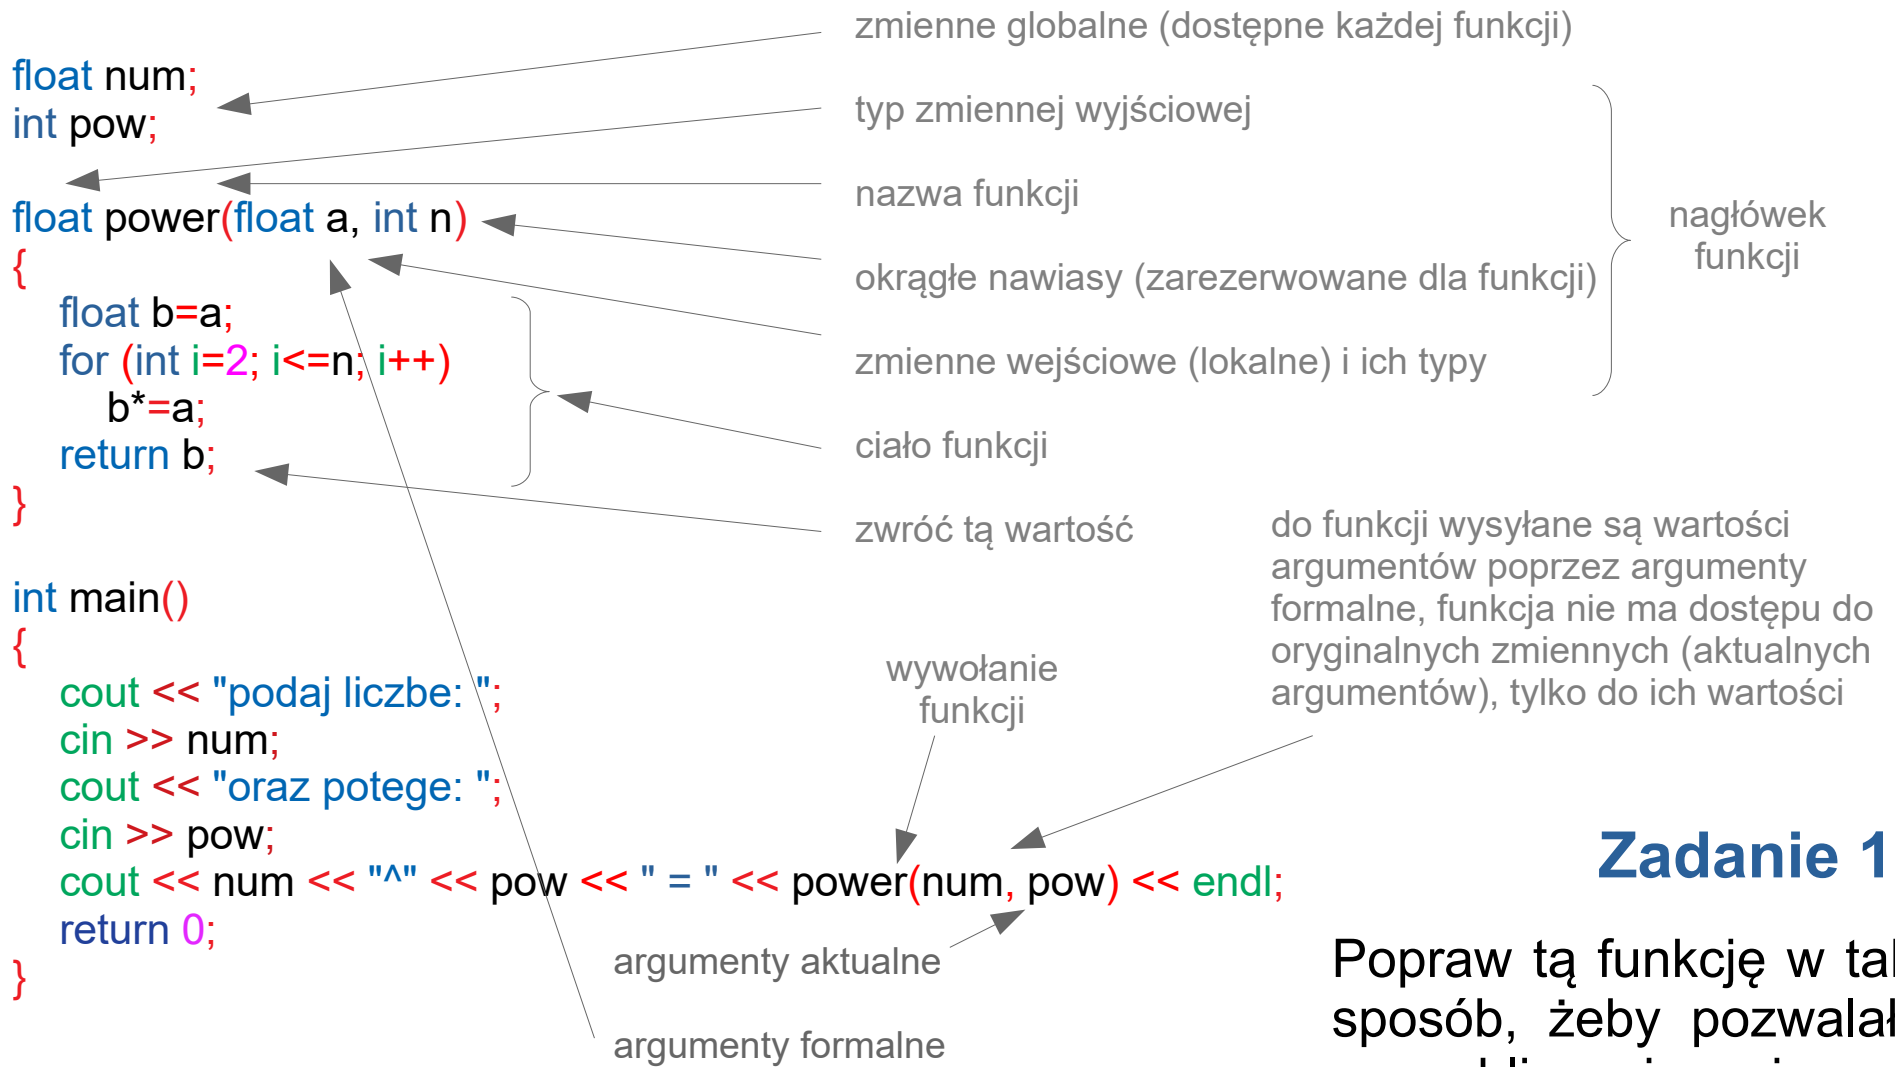 zmienne globalne (dostępne każdej funkcji)
float num;
int pow;
typ zmiennej wyjściowej
nazwa funkcji
float power(float a, int n)
nagłówek
funkcji
{
okrągłe nawiasy (zarezerwowane dla funkcji)
float b=a;
for (int i=2; i<=n; i++)
zmienne wejściowe (lokalne) i ich typy
b*=a;
return b;
ciało funkcji
}
zwróć tą wartość
do funkcji wysyłane są wartości
argumentów poprzez argumenty
formalne, funkcja nie ma dostępu do
oryginalnych zmiennych (aktualnych
argumentów), tylko do ich wartości
int main()
{
wywołanie
funkcji
cout << "podaj liczbe: ";
cin >> num;
cout << "oraz potege: ";
cin >> pow;
cout << num << "^" << pow << " = " << power(num, pow) << endl;
return 0;
}
argumenty aktualne
argumenty formalne
Zadanie 1
Popraw tą funkcję w
sposób, żeby